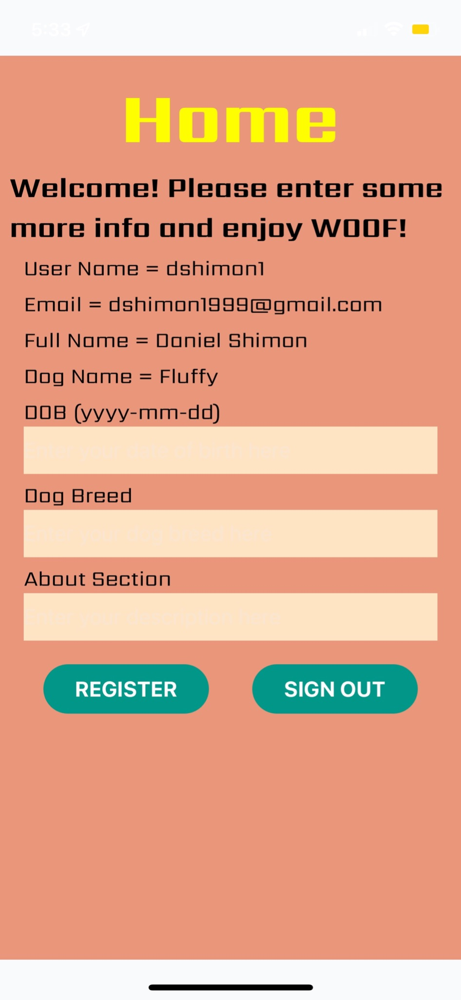 5:33
Home
Welcome! Please enter some
more info and enjoy WOOF!
User Name = dshimon1
Email = dshimon1999@gmail.com
Full Name = Daniel Shimon
Dog Name = Fluffy
DOB (yyyy-mm-dd)
Enter your date of birth here
Dog Breed
Enter your dog bread here
About Section
Enter your description here
REGISTER
SIGN OUT